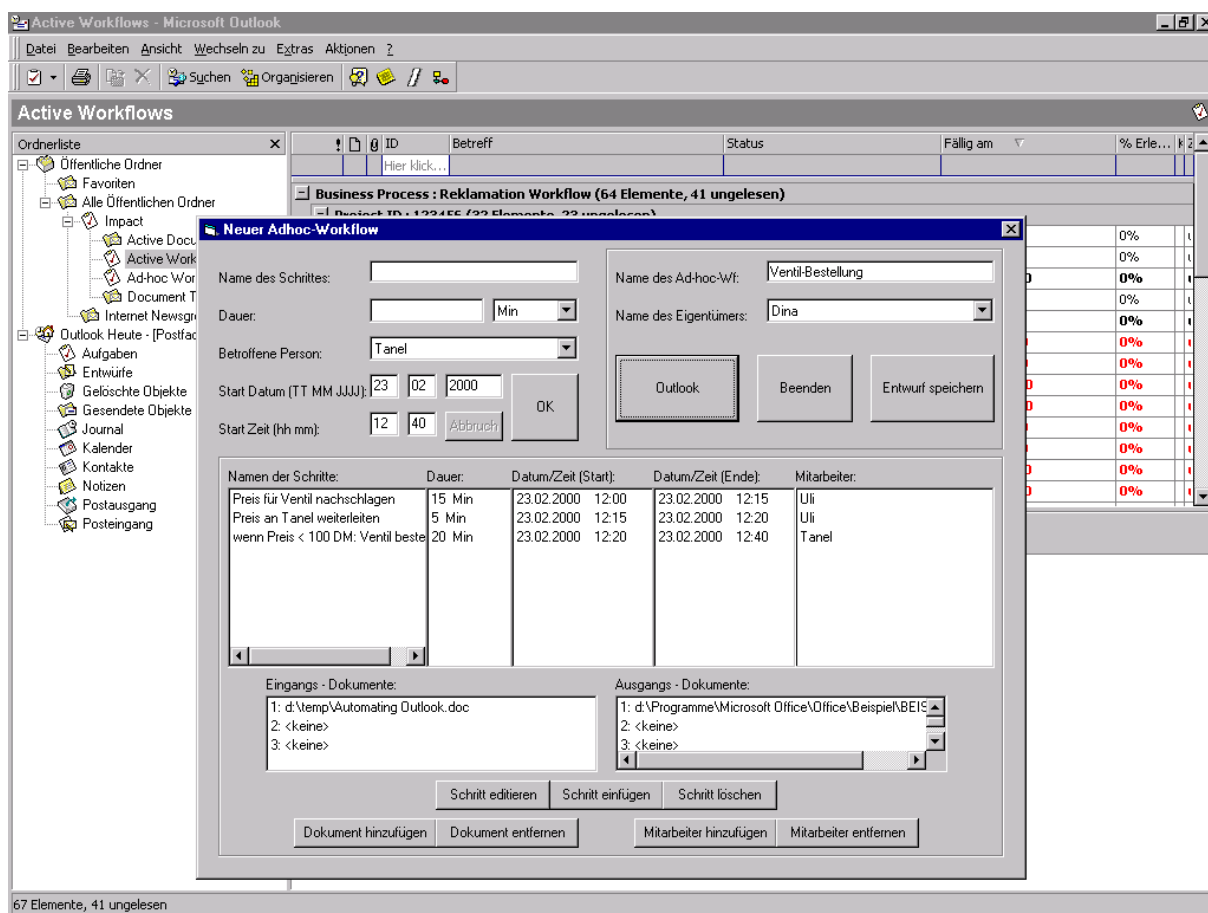 Active Workflows - Microsoft Outlook
Datei Bearbeiten Ansicht Wechseln zu Extras Aktionen ?
Suchen Organisieren
Active Workflows
Ordnerliste
Öffentliche Ordner
Favoriten
Alle Öffentlichen Ordner
Impact
Active Docu
Active Work
Ad-hoc Wor
Document T
Internet Newsgro
Outlook Heute - [Postfac
Aufgaben
Entwürfe
Gelöschte Objekte
Gesendete Objekte
Journal
Kalender
Kontakte
Notizen
Postausgang
Posteingang
! ID Betreff Status Fällig am % Erle...
Hier klick...
Business Process : Reklamation Workflow (64 Elemente, 41 ungelesen)
Project ID : 123456 (32 Elemente, 23 ungelesen)
0%
0%
0%
0%
0%
0%
0%
0%
0%
0%
0%
0%
0%
Neuer Adhoc-Workflow
Name des Schrittes:
Dauer: Min
Betroffene Person: Tanel
Start Datum (TT MM JJJJ): 23 02 2000
Start Zeit (hh mm): 12 40 Abbruch OK
Name des Ad-hoc-Wf: Ventil-Bestellung
Name des Eigentümers: Dina
Outlook Beenden Entwurf speichern
Namen der Schritte: Dauer: Datum/Zeit (Start): Datum/Zeit (Ende): Mitarbeiter:
Preis für Ventil nachschlagen 15 Min 23.02.2000 12:00 23.02.2000 12:15 Uli
Preis an Tanel weiterleiten 5 Min 23.02.2000 12:15 23.02.2000 12:20 Uli
wenn Preis < 100 DM: Ventil beste 20 Min 23.02.2000 12:20 23.02.2000 12:40 Tanel
Eingangs - Dokumente:
1: d:\temp\Automating Outlook.doc
2: <keine>
3: <keine>
Ausgangs - Dokumente:
1: d:\Programme\Microsoft Office\Office\Beispiel\BEIS
2: <keine>
3: <keine>
Schritt editieren Schritt einfügen Schritt löschen
Dokument hinzufügen Dokument entfernen Mitarbeiter hinzufügen Mitarbeiter entfernen
67 Elemente, 41 ungelesen